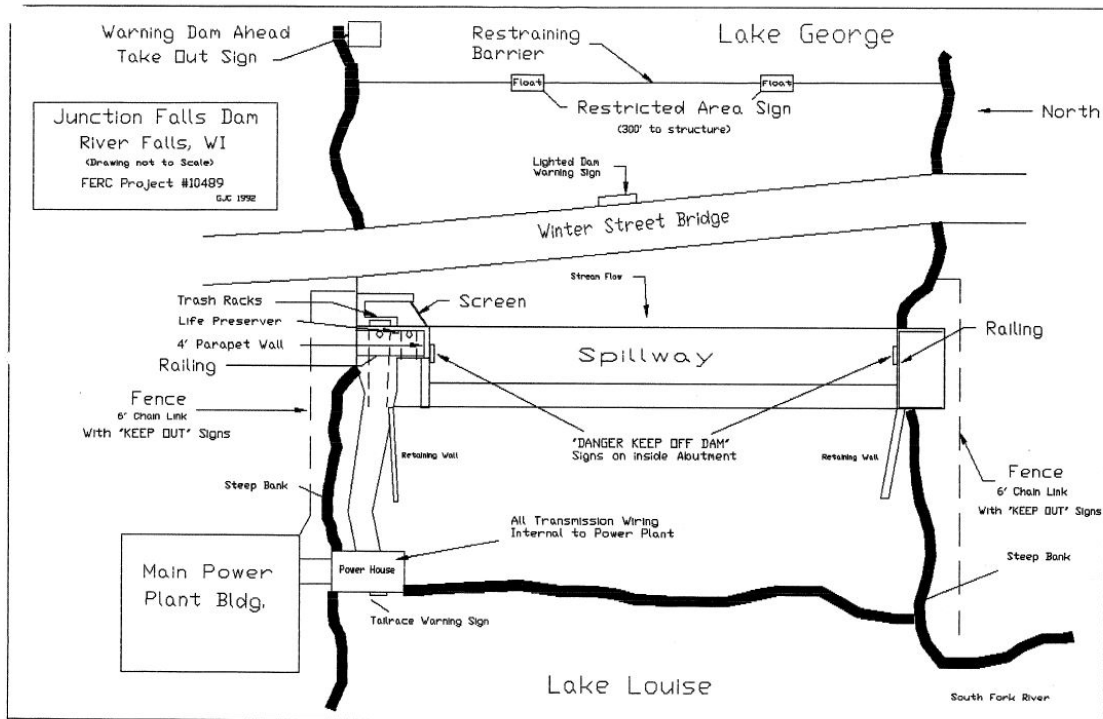 Warning Dam Ahead
Take Out Sign
Restraining
Barrier
Lake George
Float
Float
Restricted Area Sign
(300' to structure)
North
Junction Falls Dam
River Falls, WI
(Drawing not to Scale)
FERC Project #10489
GJC 1992
Lighted Dam
Warning Sign
Winter Street Bridge
Stream Flow
Trash Racks
Screen
Life Preserver
4' Parapet Wall
Railing
Spillway
Railing
Fence
6' Chain Link
With "KEEP OUT" Signs
"DANGER KEEP OFF DAM"
Signs on inside Abutment
Retaining Wall
Retaining Wall
Fence
6' Chain Link
With "KEEP OUT" Signs
Steep Bank
All Transmission Wiring
Internal to Power Plant
Main Power
Plant Bldg.
Power House
Steep Bank
Tailrace Warning Sign
Lake Louise
South Fork River